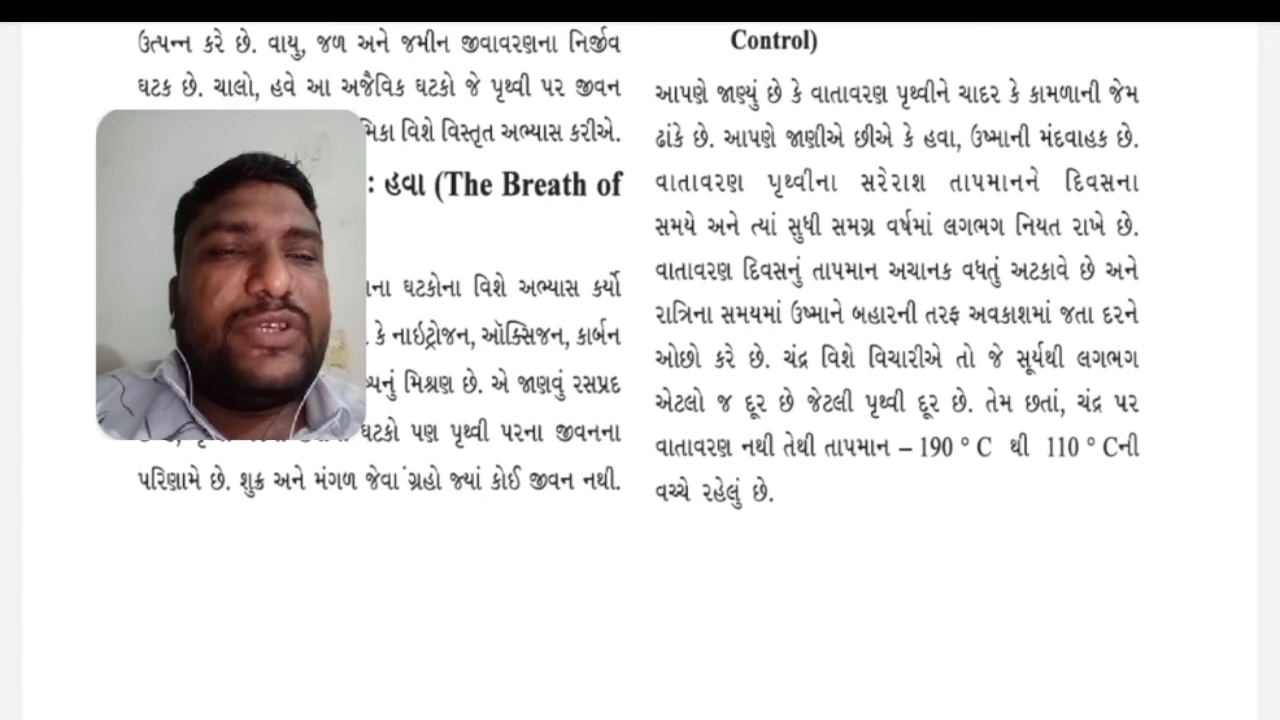 ઉત્પન્ન કરે છે. વાયુ, જળ અને જમીન જીવાવરણના નિર્જીવ
ઘટક છે. ચાલો, હવે આ અજૈવિક ઘટકો જે પૃથ્વી પર જીવન
વિશે વિસ્તૃત અભ્યાસ કરીએ.
: હવા (The Breath of
ઘટકોના વિશે અભ્યાસ કર્યો
કે નાઇટ્રોજન, ઑક્સિજન, કાર્બન
મિશ્રણ છે. એ જાણવું રસપ્રદ
ઘટકો પણ પૃથ્વી પરના જીવનના
પરિણામે છે. શુક્ર અને મંગળ જેવા ગ્રહો જ્યાં કોઈ જીવન નથી.
Control)
આપણે જાણ્યું છે કે વાતાવરણ પૃથ્વીને ચાદર કે કામળાની જેમ
ઢાંકે છે. આપણે જાણીએ છીએ કે હવા, ઉષ્માની મંદવાહક છે.
વાતાવરણ પૃથ્વીના સરેરાશ તાપમાનને દિવસના
સમયે અને ત્યાં સુધી સમગ્ર વર્ષમાં લગભગ નિયત રાખે છે.
વાતાવરણ દિવસનું તાપમાન અચાનક વધતું અટકાવે છે અને
રાત્રિના સમયમાં ઉષ્માને બહારની તરફ અવકાશમાં જતા દરને
ઓછો કરે છે. ચંદ્ર વિશે વિચારીએ તો જે સૂર્યથી લગભગ
એટલો જ દૂર છે જેટલી પૃથ્વી દૂર છે. તેમ છતાં, ચંદ્ર પર
વાતાવરણ નથી તેથી તાપમાન – 190 ° C થી 110 ° Cની
વચ્ચે રહેલું છે.